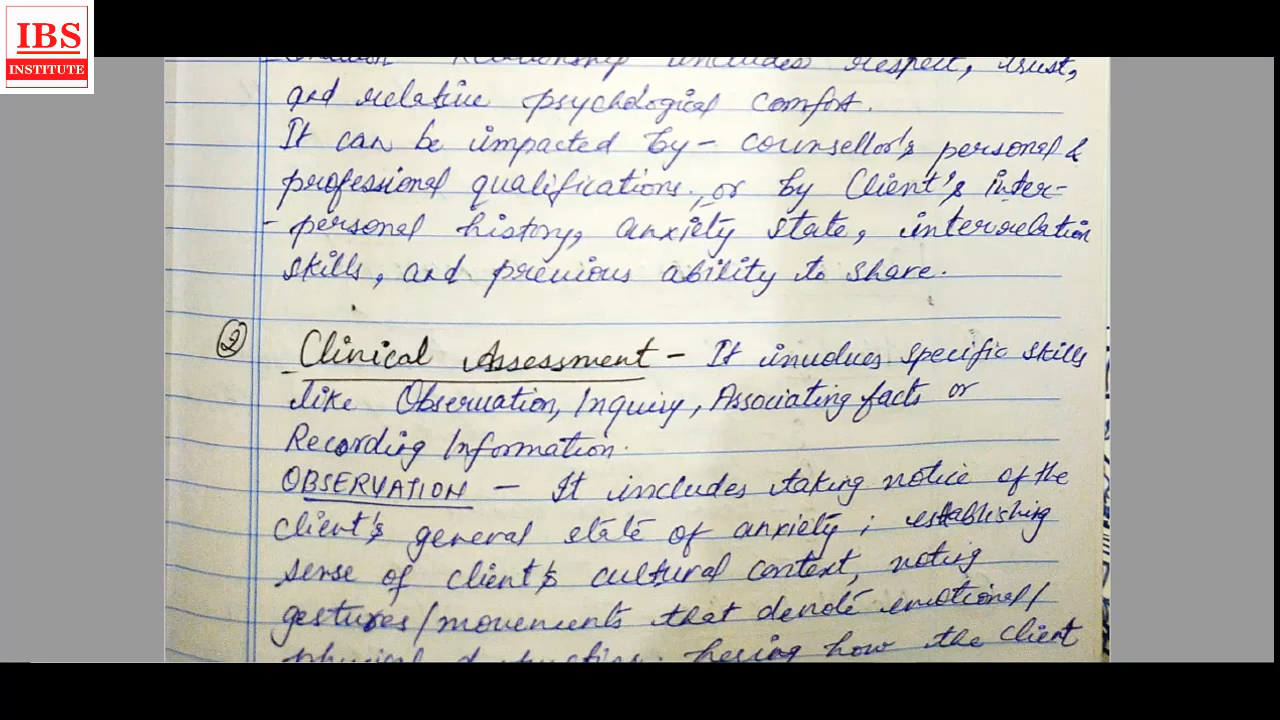 IBS
INSTITUTE
relationship includes respect, trust,
and relative psychological comfort.
It can be impacted by - counsellor's personal &
professional qualifications, or by Client's inter-
- personal history, anxiety state, interrelation
skills, and previous ability to share.
② Clinical Assessment - It involves specific skills
like Observation, Inquiry, Associating facts or
Recording Information.
OBSERVATION - It includes taking notice of the
client's general state of anxiety; establishing
sense of client's cultural context, noting
gestures/movements that denote emotional/
how the client